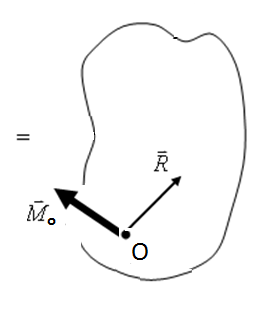 =
R̄
M̄ₒ
O